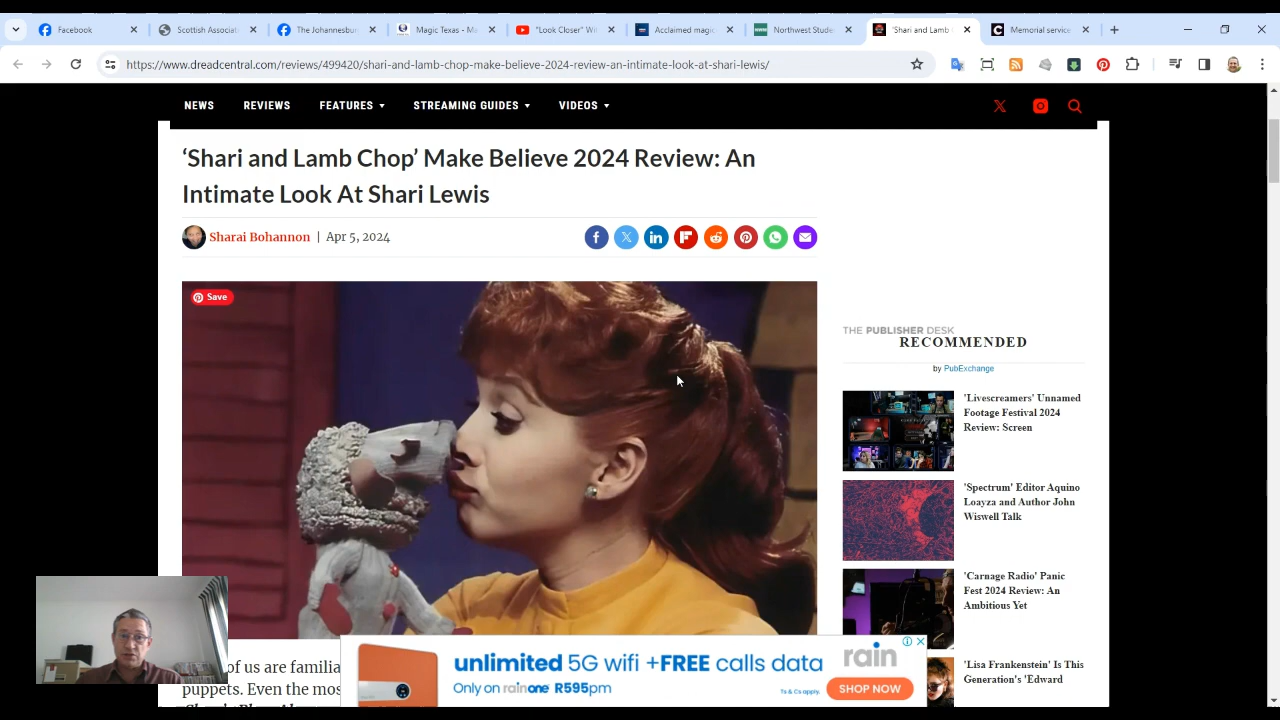 Facebook
Scottish Associat
The Johannesbu
Magic Texas - Ma
"Look Closer" Wi
Acclaimed magi
Northwest Stude
'Shari and Lamb
Memorial service
https://www.dreadcentral.com/reviews/499420/shari-and-lamb-chop-make-believe-2024-review-an-intimate-look-at-shari-lewis/
NEWS
REVIEWS
FEATURES
STREAMING GUIDES
VIDEOS
‘Shari and Lamb Chop’ Make Believe 2024 Review: An
Intimate Look At Shari Lewis
Sharai Bohannon | Apr 5, 2024
Save
THE PUBLISHER DESK
RECOMMENDED
by PubExchange
'Livescreamers' Unnamed
Footage Festival 2024
Review: Screen
'Spectrum' Editor Aquino
Loayza and Author John
Wiswell Talk
'Carnage Radio' Panic
Fest 2024 Review: An
Ambitious Yet
'Lisa Frankenstein' Is This
Generation's 'Edward
of us are familia
puppets. Even the mos
unlimited 5G wifi +FREE calls data
Only on rainone R595pm
rain
Ts & Cs apply.
SHOP NOW